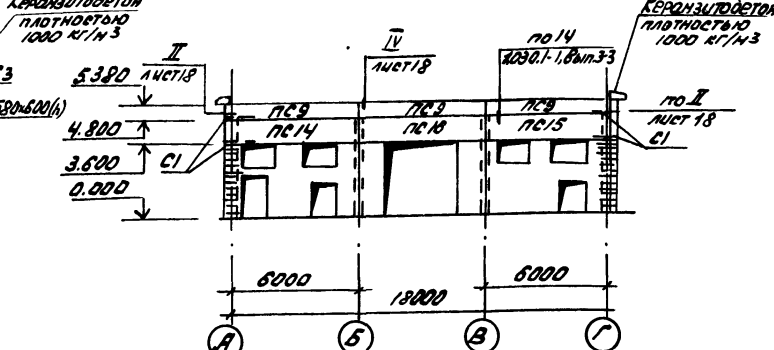 керамзитобетон
плотностью
1000 кг/м3
керамзитобетон
плотностью
1000 кг/м3
II
лист 18
IV
лист 18
по 14
1.030.1-1, вып.3-3
по II
лист 18
580x600(h)
5.380
4.800
3.600
0.000
ПС9
ПС9
ПС9
ПС14
ПС16
ПС15
С1
С1
6000
6000
18000
А
Б
В
Г